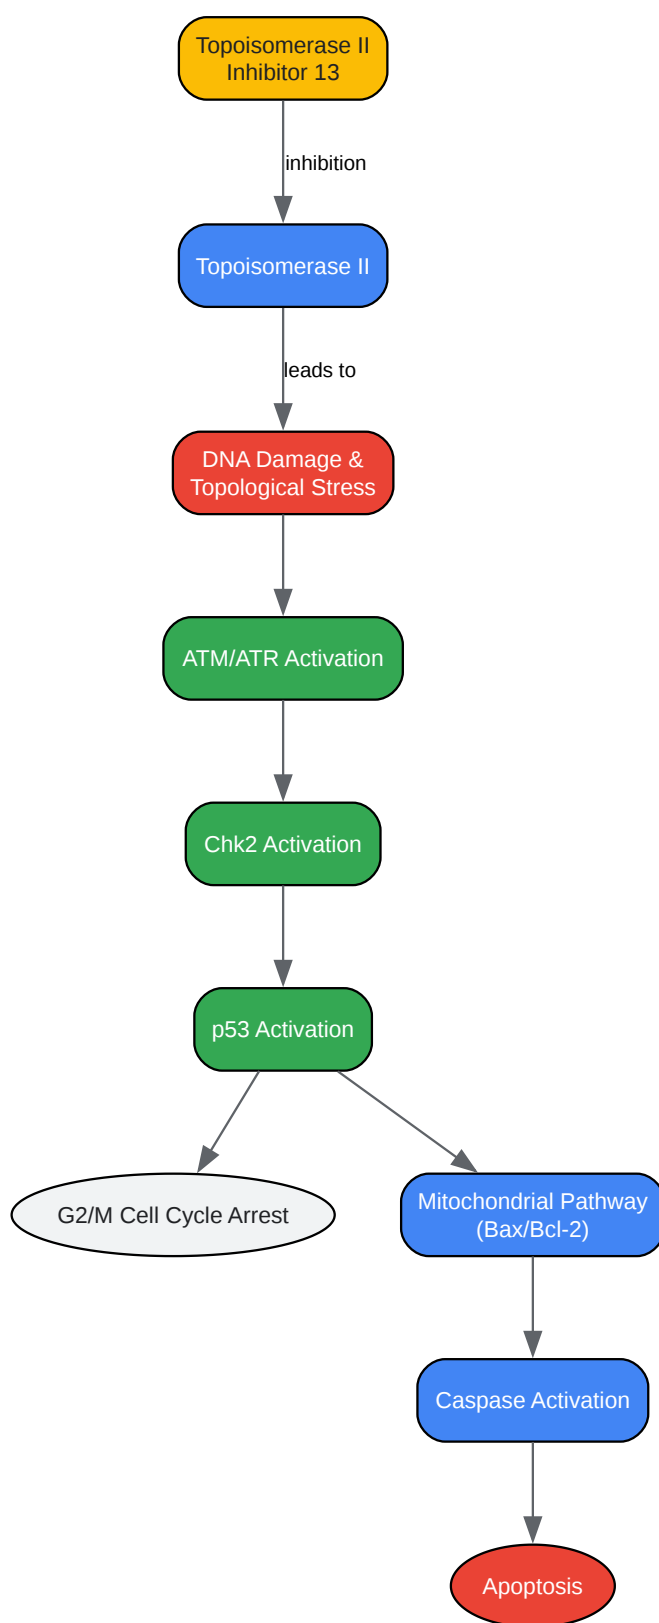 Topoisomerase II
Inhibitor 13
inhibition
Topoisomerase II
leads to
DNA Damage &
Topological Stress
ATM/ATR Activation
Chk2 Activation
p53 Activation
G2/M Cell Cycle Arrest
Mitochondrial Pathway
(Bax/Bcl-2)
Caspase Activation
Apoptosis